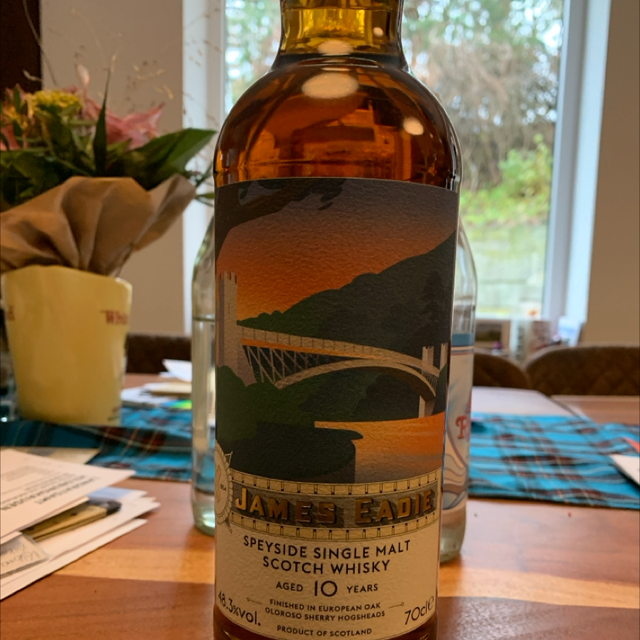 JAMES EADIE
SPEYSIDE SINGLE MALT
SCOTCH WHISKY
AGED 10 YEARS
48.3%vol.
FINISHED IN EUROPEAN OAK
OLOROSO SHERRY HOGSHEADS
70cl
PRODUCT OF SCOTLAND